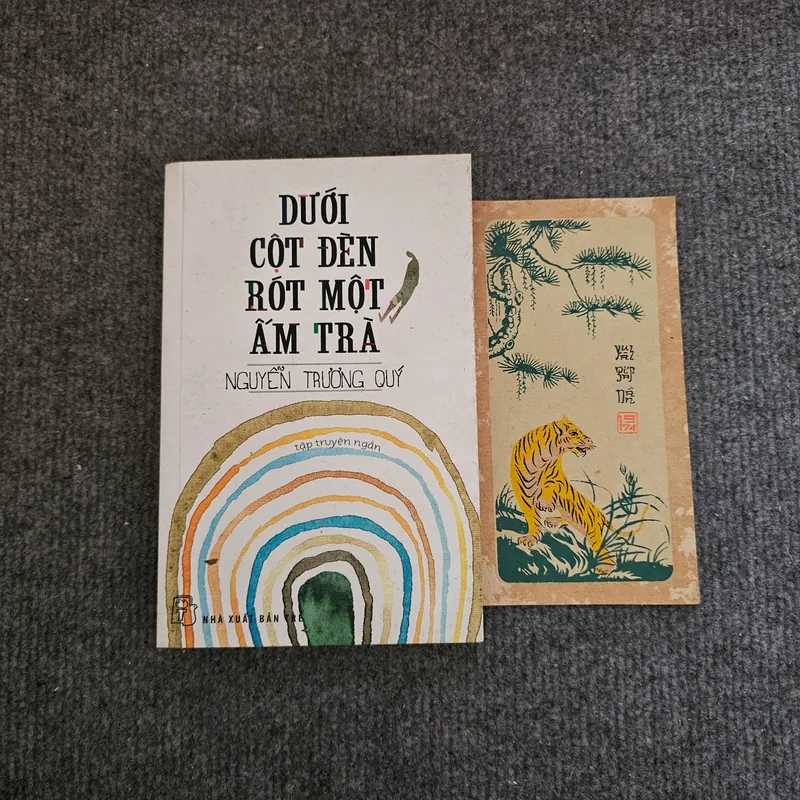 DƯỚI
CỘT ĐÈN
RÓT MỘT
ẤM TRÀ
NGUYỄN TRƯƠNG QUÝ
tập truyện ngắn
NHÀ XUẤT BẢN TRẺ